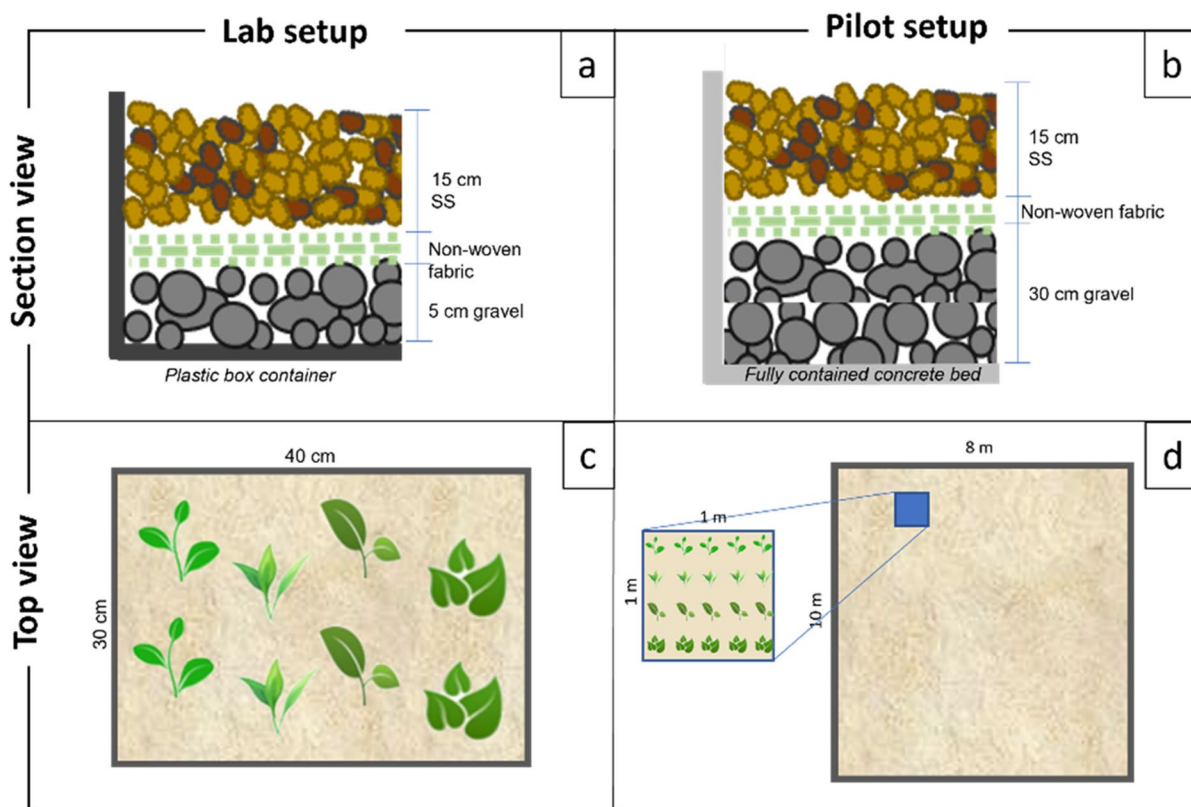 Lab setup
Pilot setup
Section view
a
15 cm
SS
Non-woven
fabric
5 cm gravel
Plastic box container
b
15 cm
SS
Non-woven fabric
30 cm gravel
Fully contained concrete bed
Top view
c
40 cm
30 cm
d
8 m
1 m
1 m
10 m